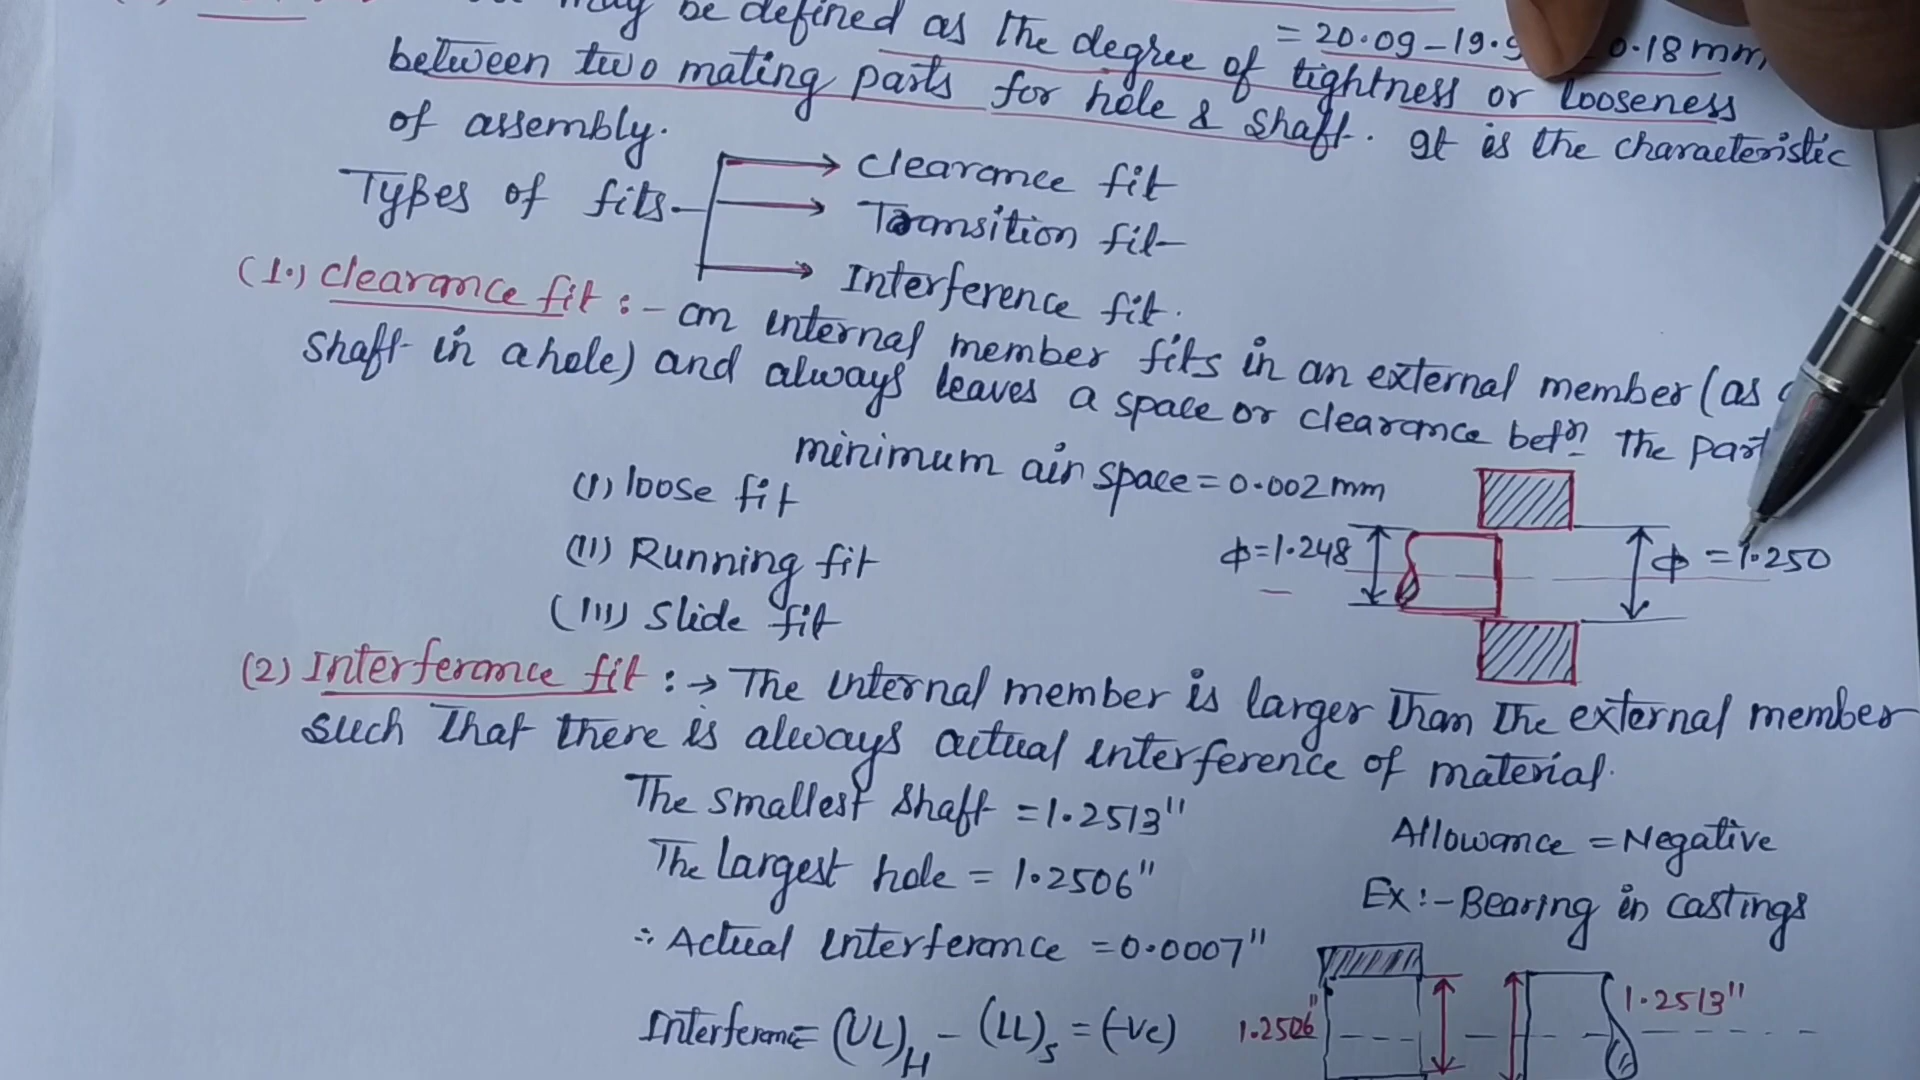 may be defined as the degree of tightness or looseness
= 20.09 - 19.9 0.18 mm
between two mating parts for hole & shaft. It is the characteristic
of assembly.
Types of fits
Clearance fit
Transition fit
Interference fit.
(1.) Clearance fit :- an internal member fits in an external member (as a
shaft in a hole) and always leaves a space or clearance betn the part
minimum air space = 0.002 mm
(I) loose fit
(II) Running fit
(III) Slide fit
ϕ = 1.248
ϕ = 1.250
(2) Interference fit :→ The internal member is larger than the external member
such that there is always actual interference of material.
The smallest shaft = 1.2513"
The largest hole = 1.2506"
∴ Actual interference = 0.0007"
Interference = (UL)H - (LL)S = (-ve)
Allowance = Negative
Ex :- Bearing in castings
1.2506"
1.2513"